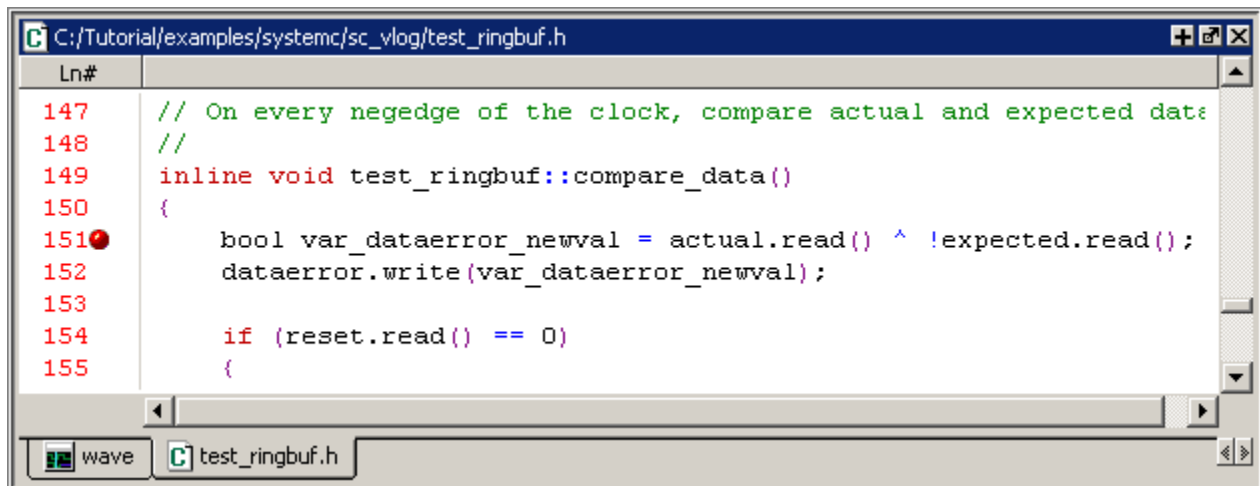 C:/Tutorial/examples/systemc/sc_vlog/test_ringbuf.h
Ln#
147 // On every negedge of the clock, compare actual and expected
148 //
149 inline void test_ringbuf::compare_data()
150 {
151 bool var_dataerror_newval = actual.read() ^ !expected.read();
152 dataerror.write(var_dataerror_newval);
153
154 if (reset.read() == 0)
155 {
wave test_ringbuf.h